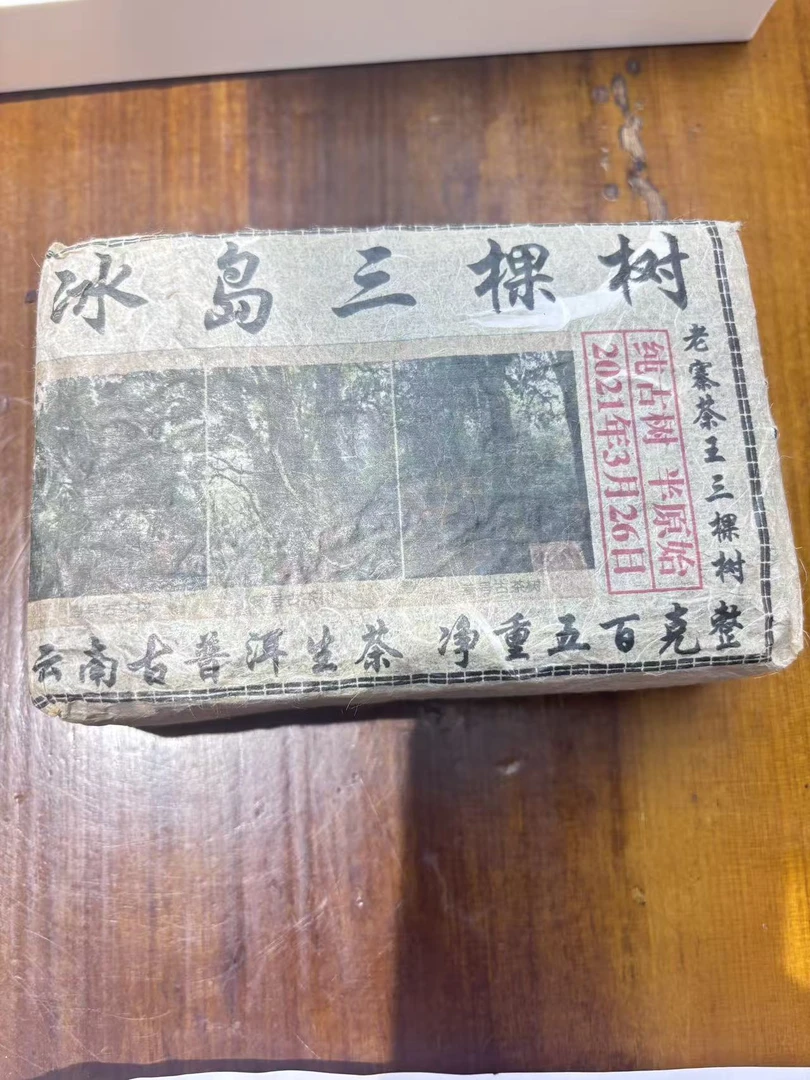 冰岛三棵树
老寨茶王三棵树
纯古树 半原始
2021年3月26日
云南古普洱生茶 净重五百克整